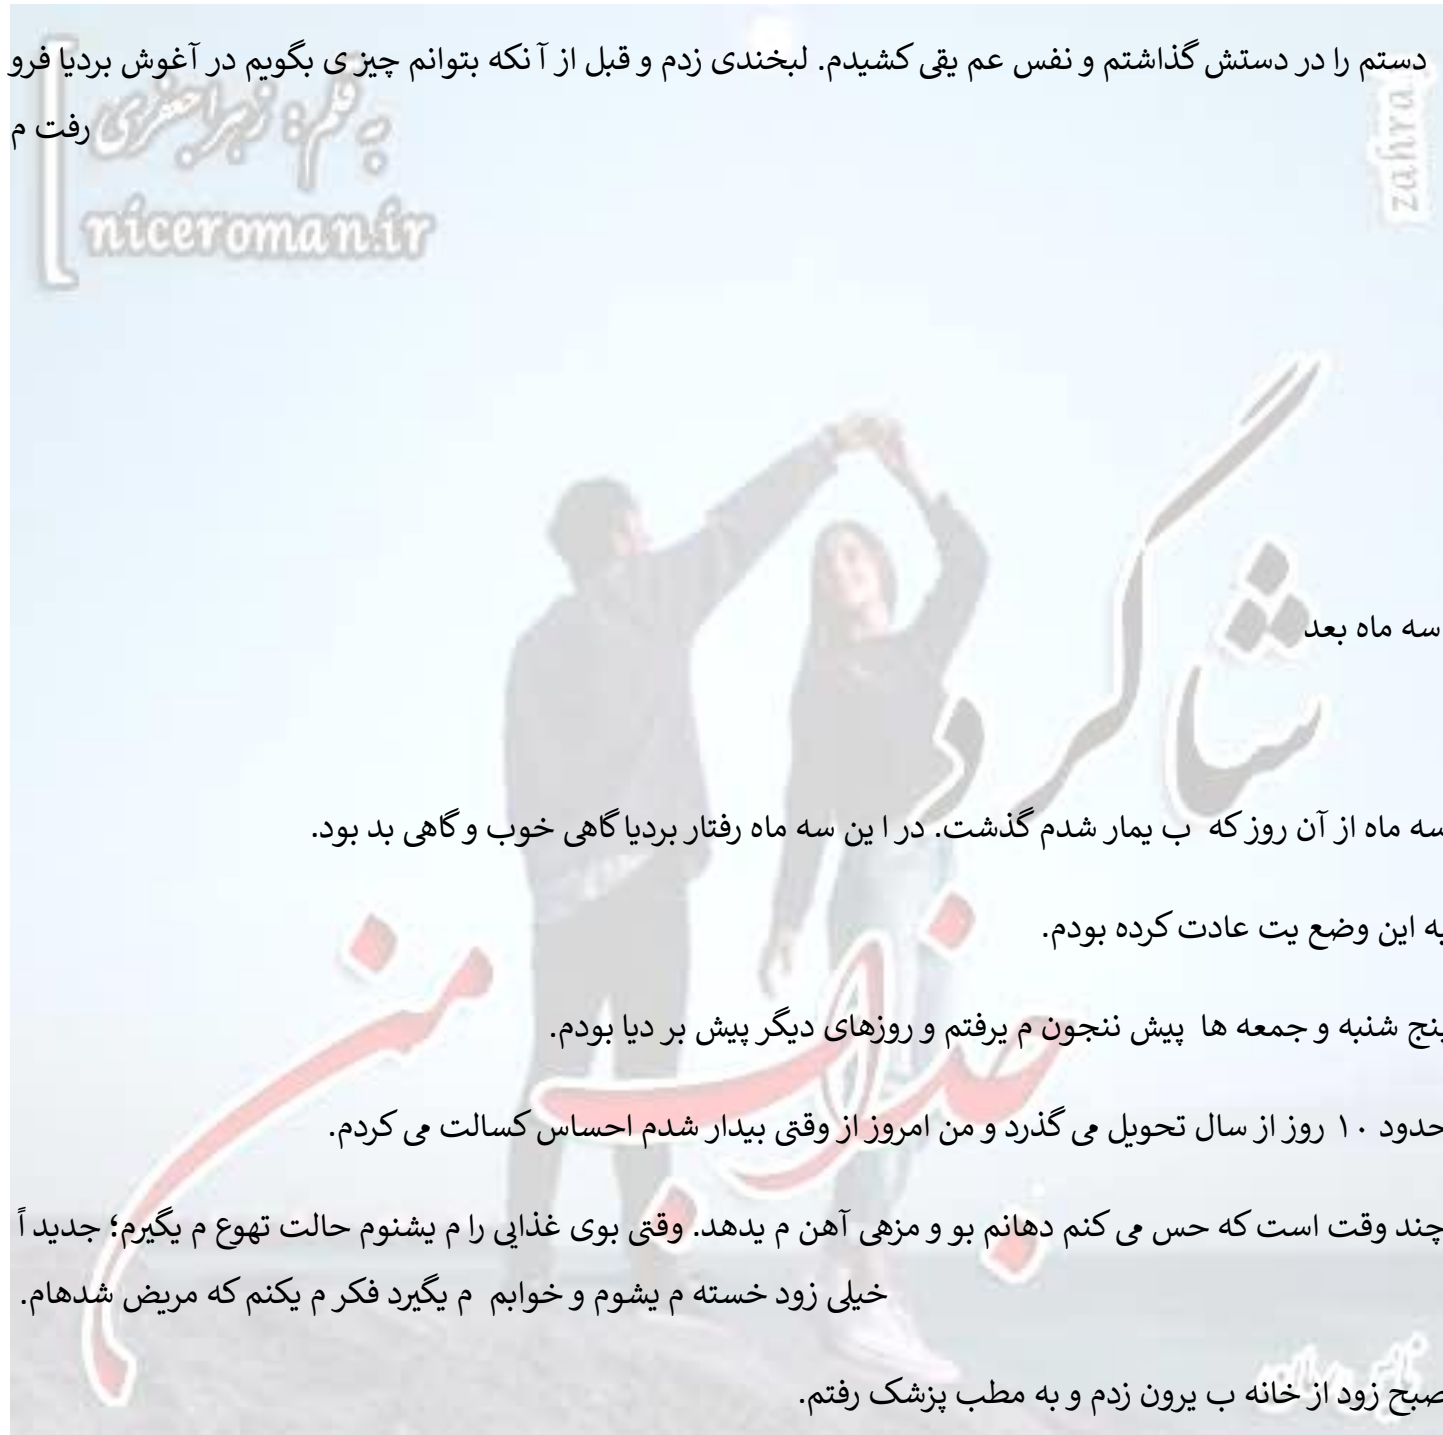 دستم را در دستش گذاشتم و نفس عم یقی کشیدم. لبخندی زدم و قبل از آ نکه بتوانم چیز ی بگویم در آغوش بردیا فرو
رفت م
به قلم: زهرا جعفری
niceroman.ir
zahra
شاگرد
سه ماه بعد
سه ماه از آن روز که ب یمار شدم گذشت. در ا ین سه ماه رفتار بردیا گاهی خوب و گاهی بد بود.
جذاب من
به این وضع یت عادت کرده بودم.
پنج شنبه و جمعه ها پیش ننجون م یرفتم و روزهای دیگر پیش بر دیا بودم.
حدود ۱۰ روز از سال تحویل می گذرد و من امروز از وقتی بیدار شدم احساس کسالت می کردم.
چند وقت است که حس می کنم دهانم بو و مزهی آهن م یدهد. وقتی بوی غذایی را م یشنوم حالت تهوع م یگیرم؛ جدید اً
خیلی زود خسته م یشوم و خوابم م یگیرد فکر م یکنم که مریض شدهام.
صبح زود از خانه ب یرون زدم و به مطب پزشک رفتم.